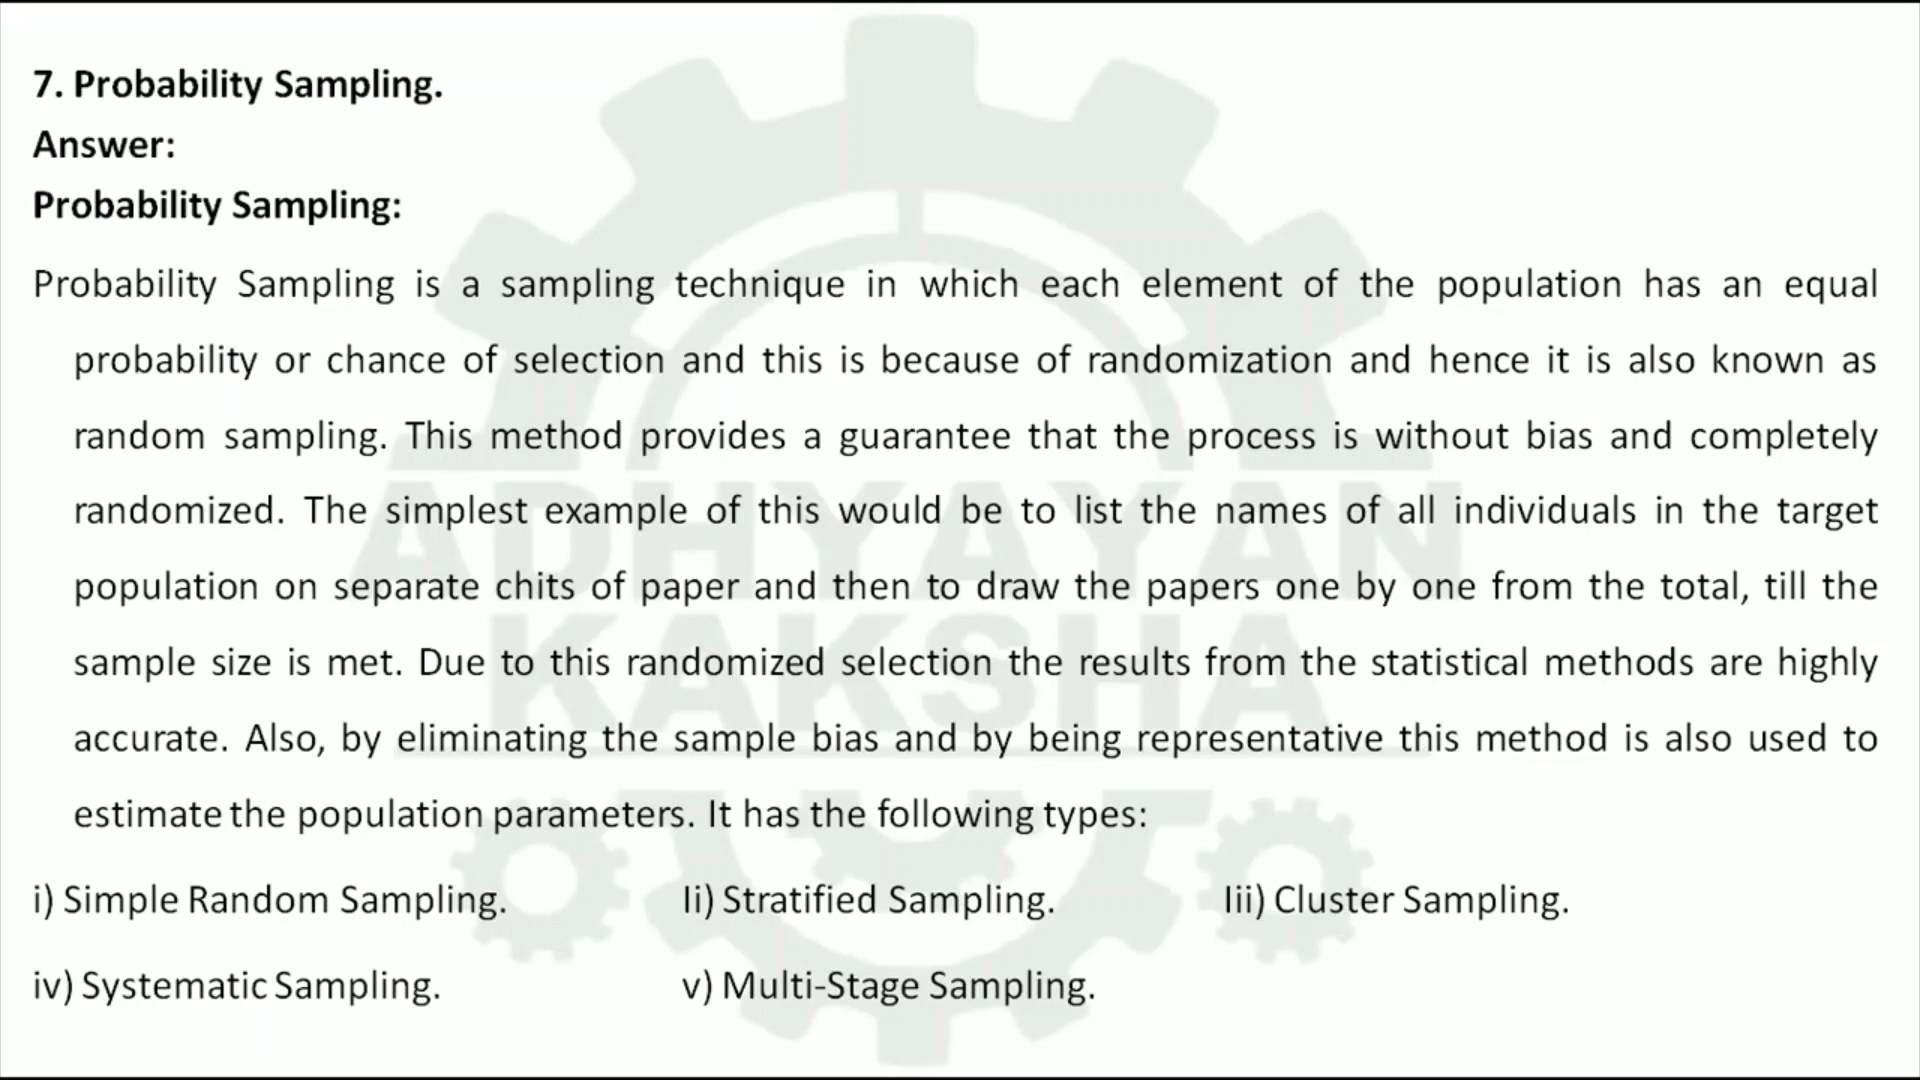 7. Probability Sampling.
Answer:
Probability Sampling:
Probability Sampling is a sampling technique in which each element of the population has an equal
probability or chance of selection and this is because of randomization and hence it is also known as
random sampling. This method provides a guarantee that the process is without bias and completely
randomized. The simplest example of this would be to list the names of all individuals in the target
population on separate chits of paper and then to draw the papers one by one from the total, till the
sample size is met. Due to this randomized selection the results from the statistical methods are highly
accurate. Also, by eliminating the sample bias and by being representative this method is also used to
estimate the population parameters. It has the following types:
i) Simple Random Sampling. Ii) Stratified Sampling. Iii) Cluster Sampling.
iv) Systematic Sampling. v) Multi-Stage Sampling.
ADHYAYAN
KAKSHA